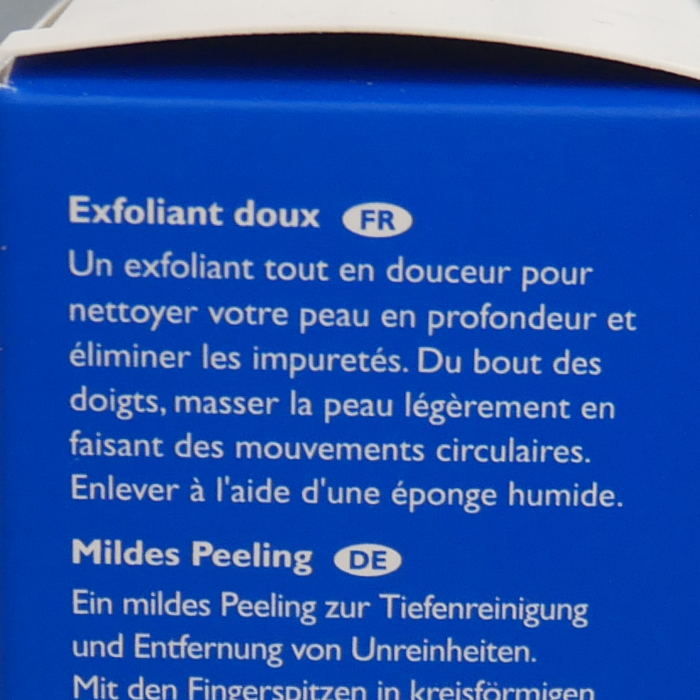 Exfoliant doux FR
Un exfoliant tout en douceur pour
nettoyer votre peau en profondeur et
éliminer les impuretés. Du bout des
doigts, masser la peau légèrement en
faisant des mouvements circulaires.
Enlever à l'aide d'une éponge humide.
Mildes Peeling DE
Ein mildes Peeling zur Tiefenreinigung
und Entfernung von Unreinheiten.
Mit den Fingerspitzen in kreisförmigen